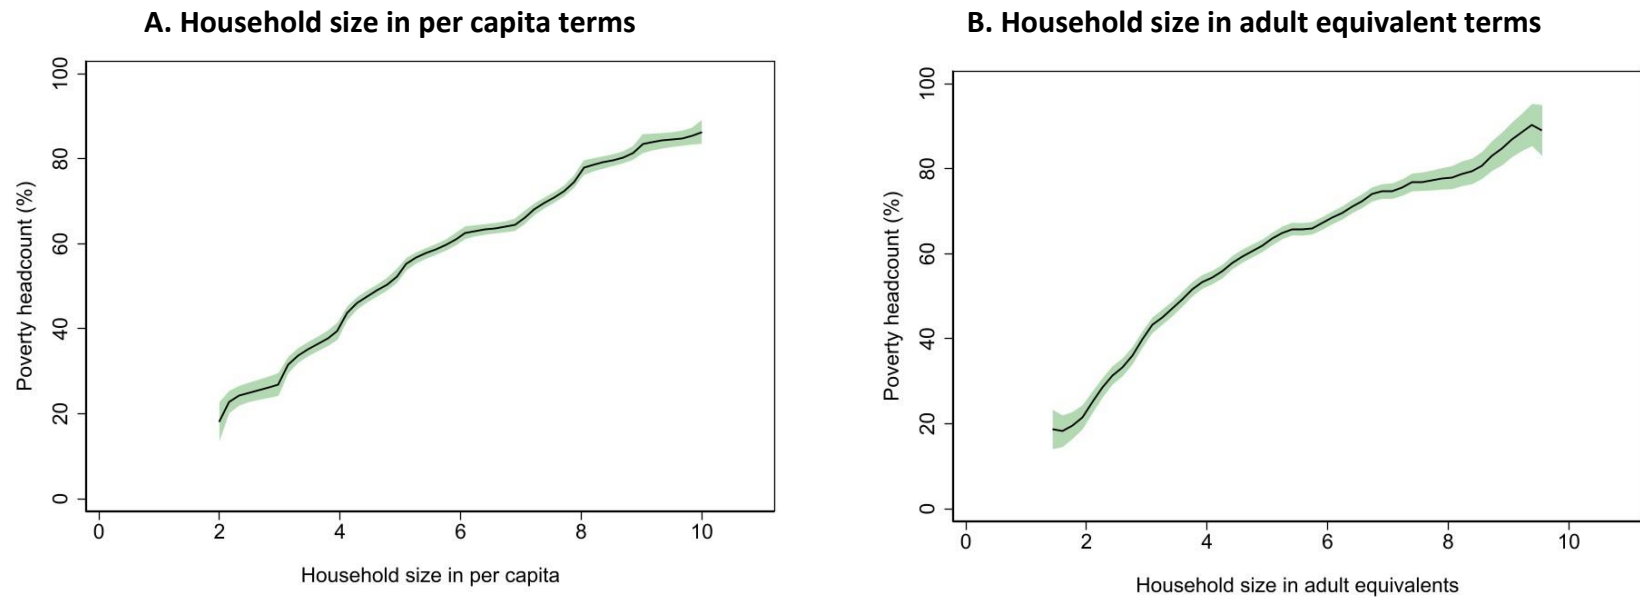 A. Household size in per capita terms
100
80
60
40
20
0
Poverty headcount (%)
0 2 4 6 8 10
Household size in per capita
B. Household size in adult equivalent terms
100
80
60
40
20
0
Poverty headcount (%)
0 2 4 6 8 10
Household size in adult equivalents